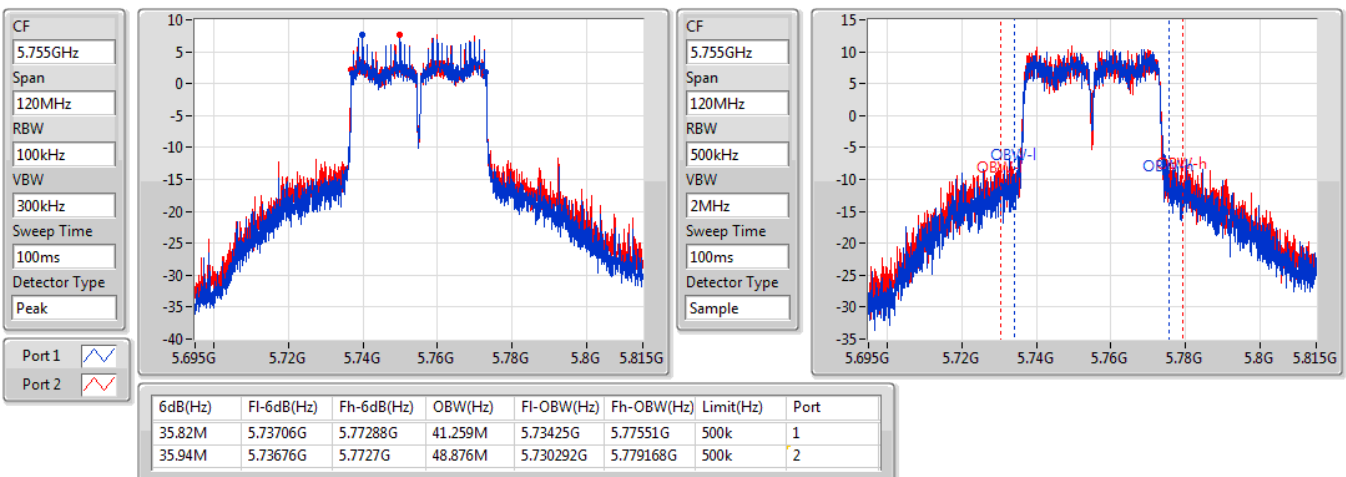 CF
5.755GHz
Span
120MHz
RBW
100kHz
VBW
300kHz
Sweep Time
100ms
Detector Type
Peak
Port 1
Port 2
10
5
0
-5
-10
-15
-20
-25
-30
-35
-40
5.695G 5.72G 5.74G 5.76G 5.78G 5.8G 5.815G
CF
5.755GHz
Span
120MHz
RBW
500kHz
VBW
2MHz
Sweep Time
100ms
Detector Type
Sample
15
10
5
0
-5
-10
-15
-20
-25
-30
-35
OBW-l
5.695G 5.72G 5.74G 5.76G 5.78G 5.8G 5.815G
6dB(Hz) Fl-6dB(Hz) Fh-6dB(Hz) OBW(Hz) Fl-OBW(Hz) Fh-OBW(Hz) Limit(Hz) Port
35.82M 5.73706G 5.77288G 41.259M 5.73425G 5.77551G 500k 1
35.94M 5.73676G 5.7727G 48.876M 5.730292G 5.779168G 500k 2